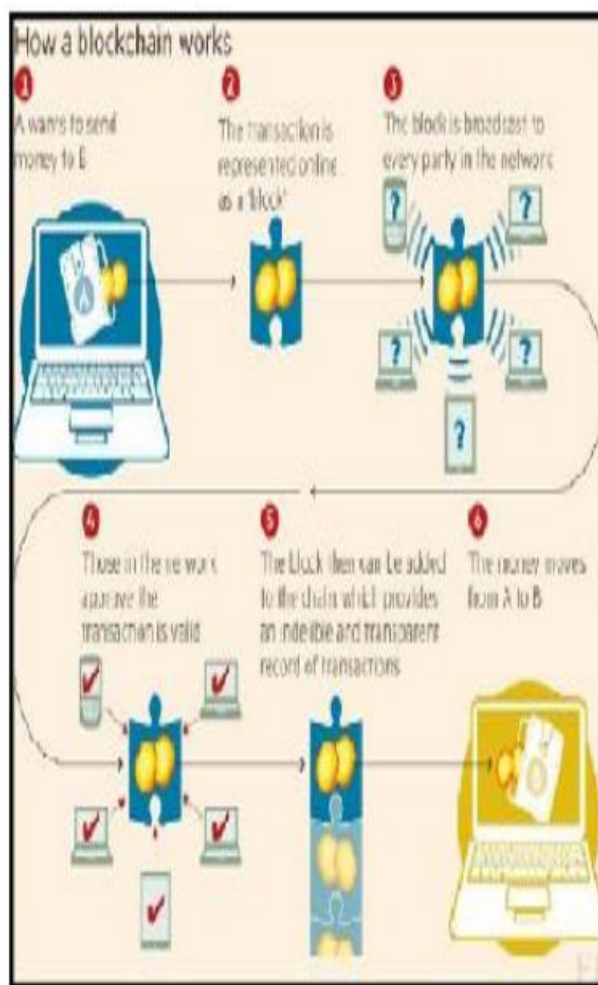 How a blockchain works
1
A wants to send
money to B
2
The transaction is
represented online
as a 'block'
3
The block is broadcast to
every party in the network
?
?
?
?
?
4
Those in the network
approve the
transaction is valid
5
The block then can be added
to the chain which provides
an indelible and transparent
record of transactions
6
The money moves
from A to B